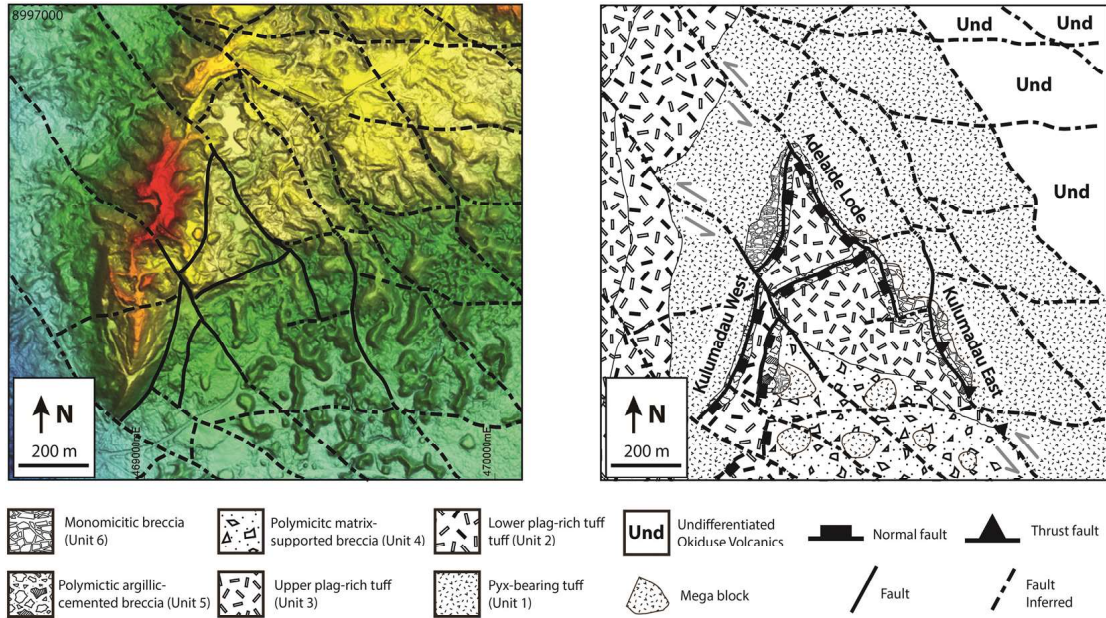 8997000
N
200 m
469000mE
470000mE
Und
Und
Und
Und
Adelaide Lode
Kulumadau West
Kulumadau East
N
200 m
Monomicitic breccia
(Unit 6)
Polymicitc matrix-
supported breccia (Unit 4)
Lower plag-rich tuff
tuff (Unit 2)
Und
Undifferentiated
Okiduse Volcanics
Normal fault
Thrust fault
Polymictic argillic-
cemented breccia (Unit 5)
Upper plag-rich tuff
(Unit 3)
Pyx-bearing tuff
(Unit 1)
Mega block
Fault
Fault
Inferred